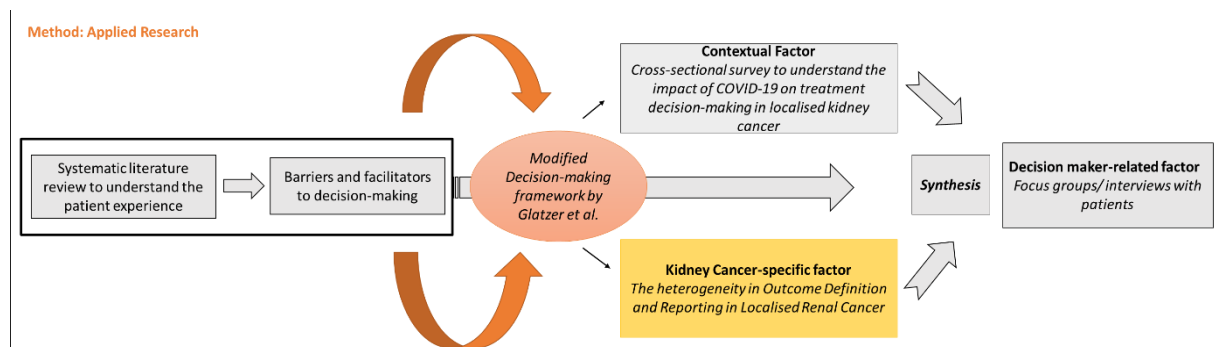 Method: Applied Research
Systematic literature
review to understand the
patient experience
Barriers and facilitators
to decision-making
Modified
Decision-making
framework by
Glatzer et al.
Contextual Factor
Cross-sectional survey to understand the
impact of COVID-19 on treatment
decision-making in localised kidney
cancer
Kidney Cancer-specific factor
The heterogeneity in Outcome Definition
and Reporting in Localised Renal Cancer
Synthesis
Decision maker-related factor
Focus groups/ interviews with
patients